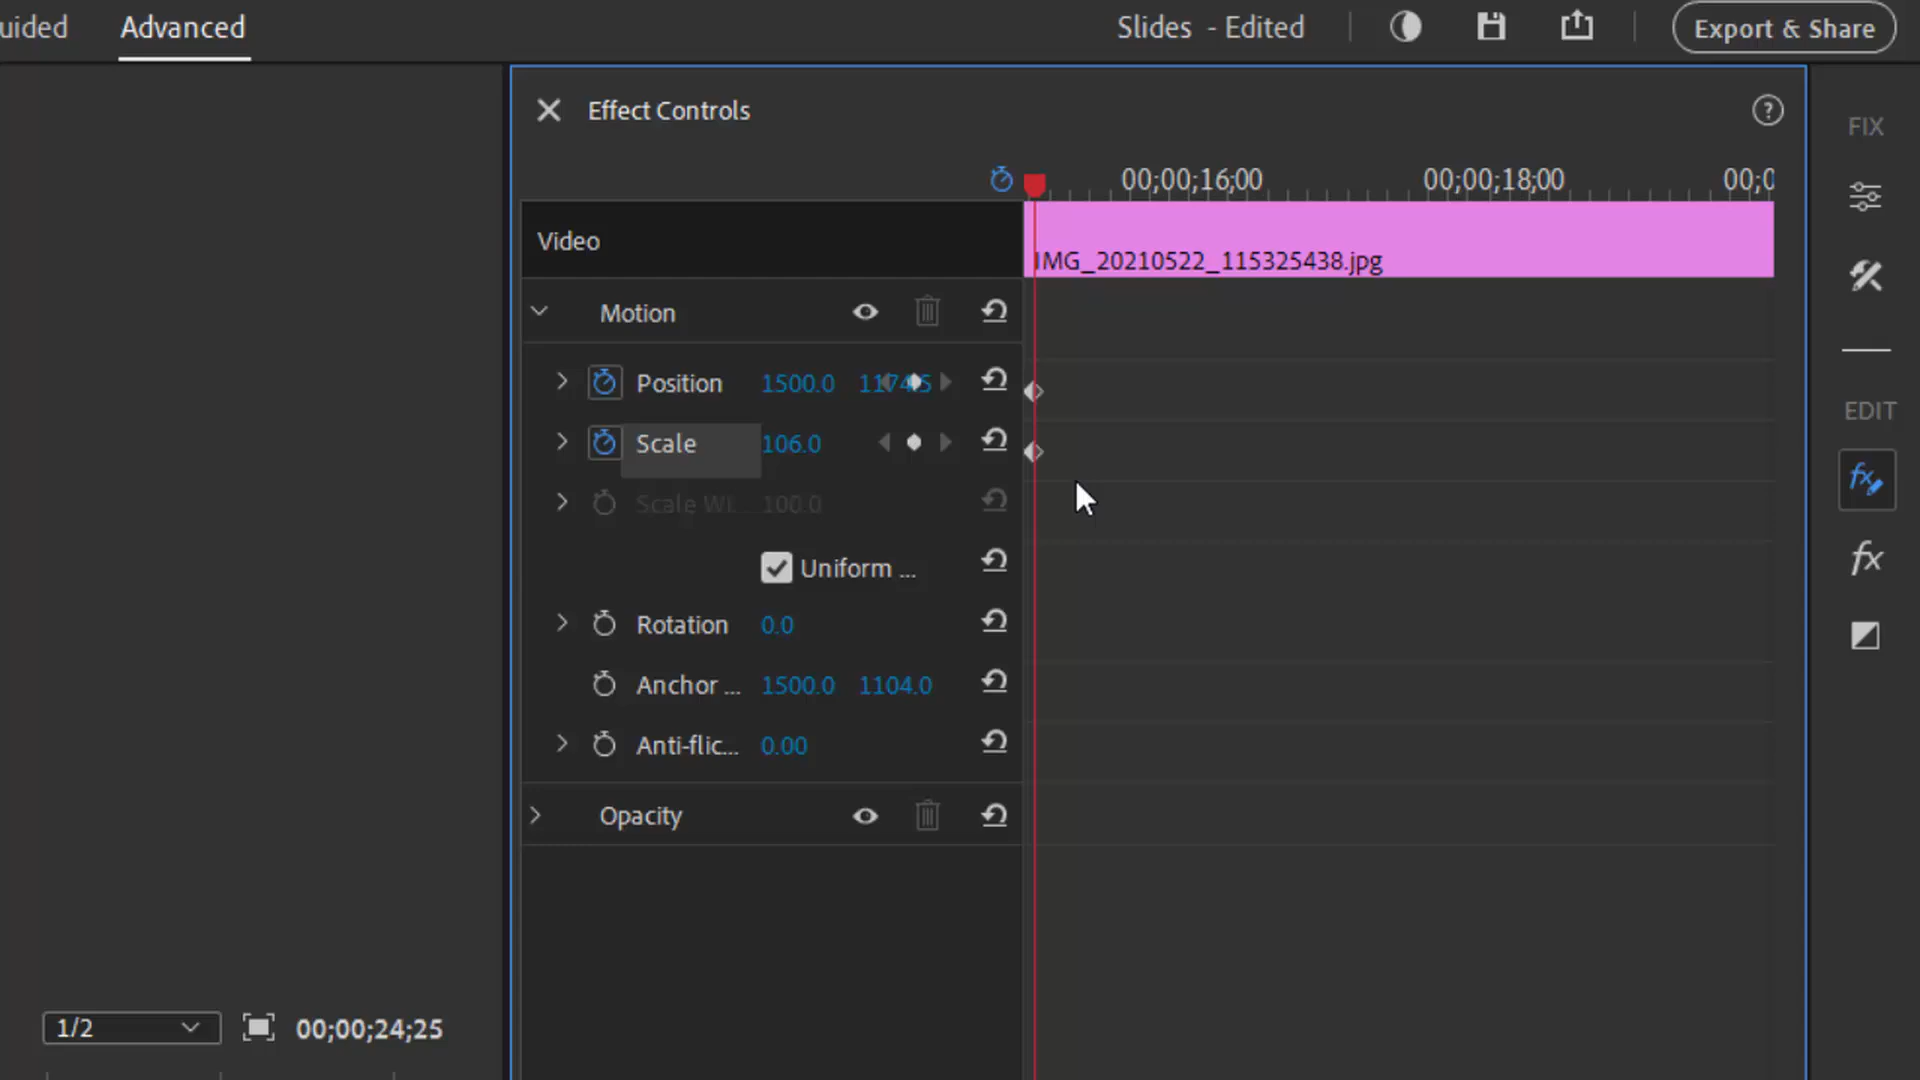 uided Advanced Slides - Edited Export & Share
Effect Controls
FIX
00;00;16;00 00;00;18;00 00;0
Video
IMG_20210522_115325438.jpg
Motion
Position 1500.0 1174.5
EDIT
Scale 106.0
Scale Wi... 100.0
Uniform ...
Rotation 0.0
Anchor ... 1500.0 1104.0
Anti-flic... 0.00
Opacity
1/2 00;00;24;25